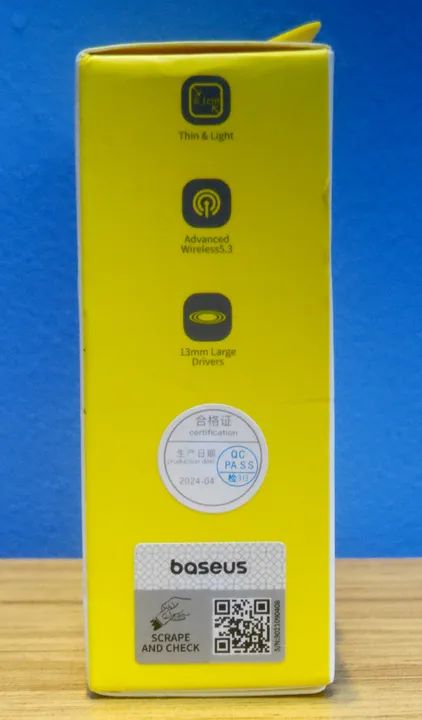 Thin & Light
Advanced
Wireless5.3
13mm Large
Drivers
合格证
certification
生产日期
production date
2024-04
QC
PASS
baseus
SCRAPE
AND CHECK